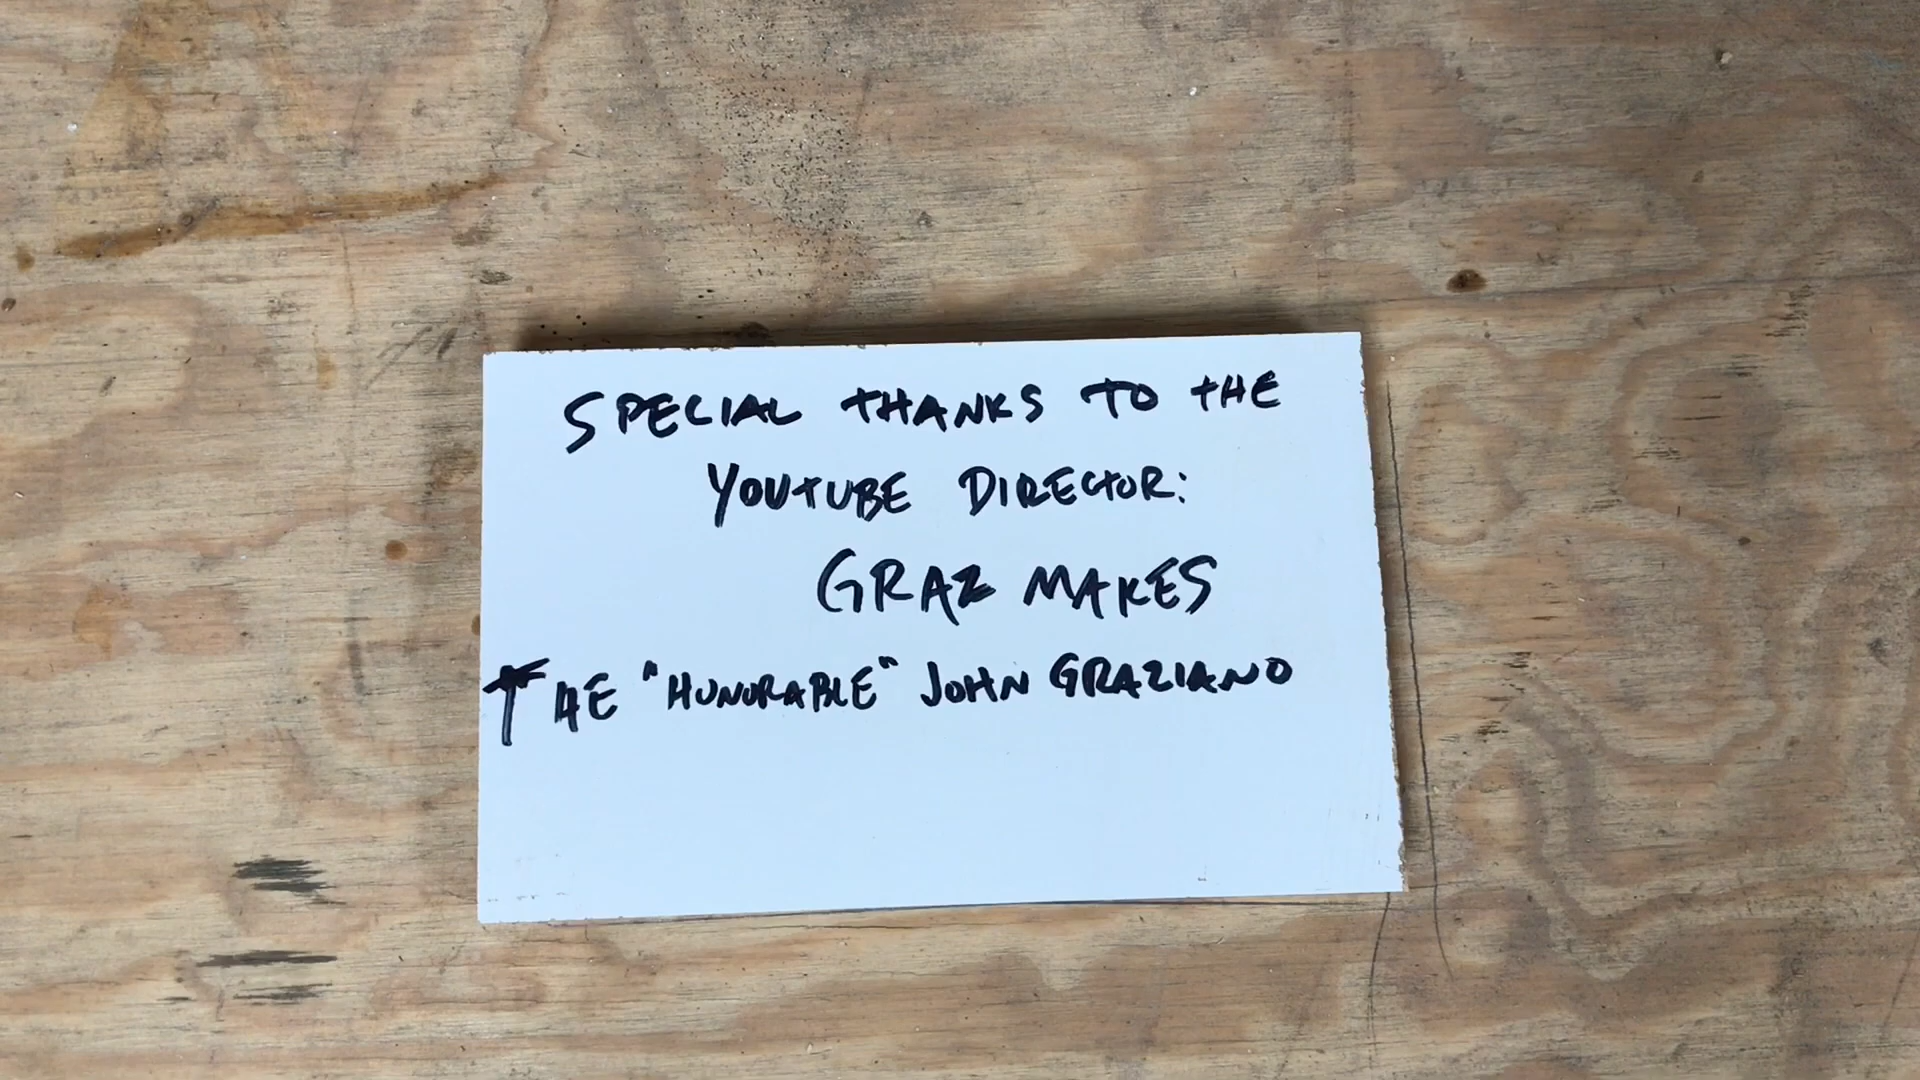 SPECIAL THANKS TO THE
YOUTUBE DIRECTOR:
GRAZ MAKES
THE "HONORABLE" JOHN GRAZIANO